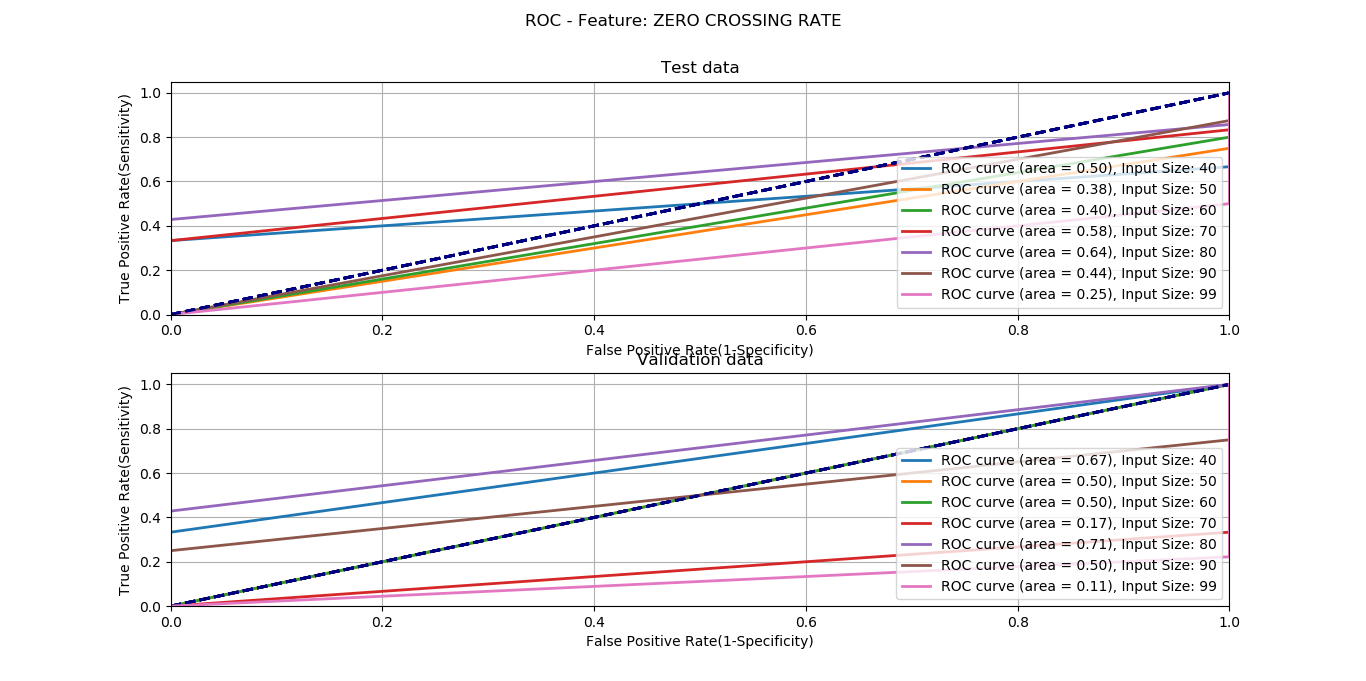 ROC - Feature: ZERO CROSSING RATE
Test data
True Positive Rate(Sensitivity)
1.0
0.8
0.6
0.4
0.2
0.0
ROC curve (area = 0.50), Input Size: 40
ROC curve (area = 0.38), Input Size: 50
ROC curve (area = 0.40), Input Size: 60
ROC curve (area = 0.58), Input Size: 70
ROC curve (area = 0.64), Input Size: 80
ROC curve (area = 0.44), Input Size: 90
ROC curve (area = 0.25), Input Size: 99
0.0 0.2 0.4 0.6 0.8 1.0
False Positive Rate(1-Specificity)
Validation data
True Positive Rate(Sensitivity)
1.0
0.8
0.6
0.4
0.2
0.0
ROC curve (area = 0.67), Input Size: 40
ROC curve (area = 0.50), Input Size: 50
ROC curve (area = 0.50), Input Size: 60
ROC curve (area = 0.17), Input Size: 70
ROC curve (area = 0.71), Input Size: 80
ROC curve (area = 0.50), Input Size: 90
ROC curve (area = 0.11), Input Size: 99
0.0 0.2 0.4 0.6 0.8 1.0
False Positive Rate(1-Specificity)